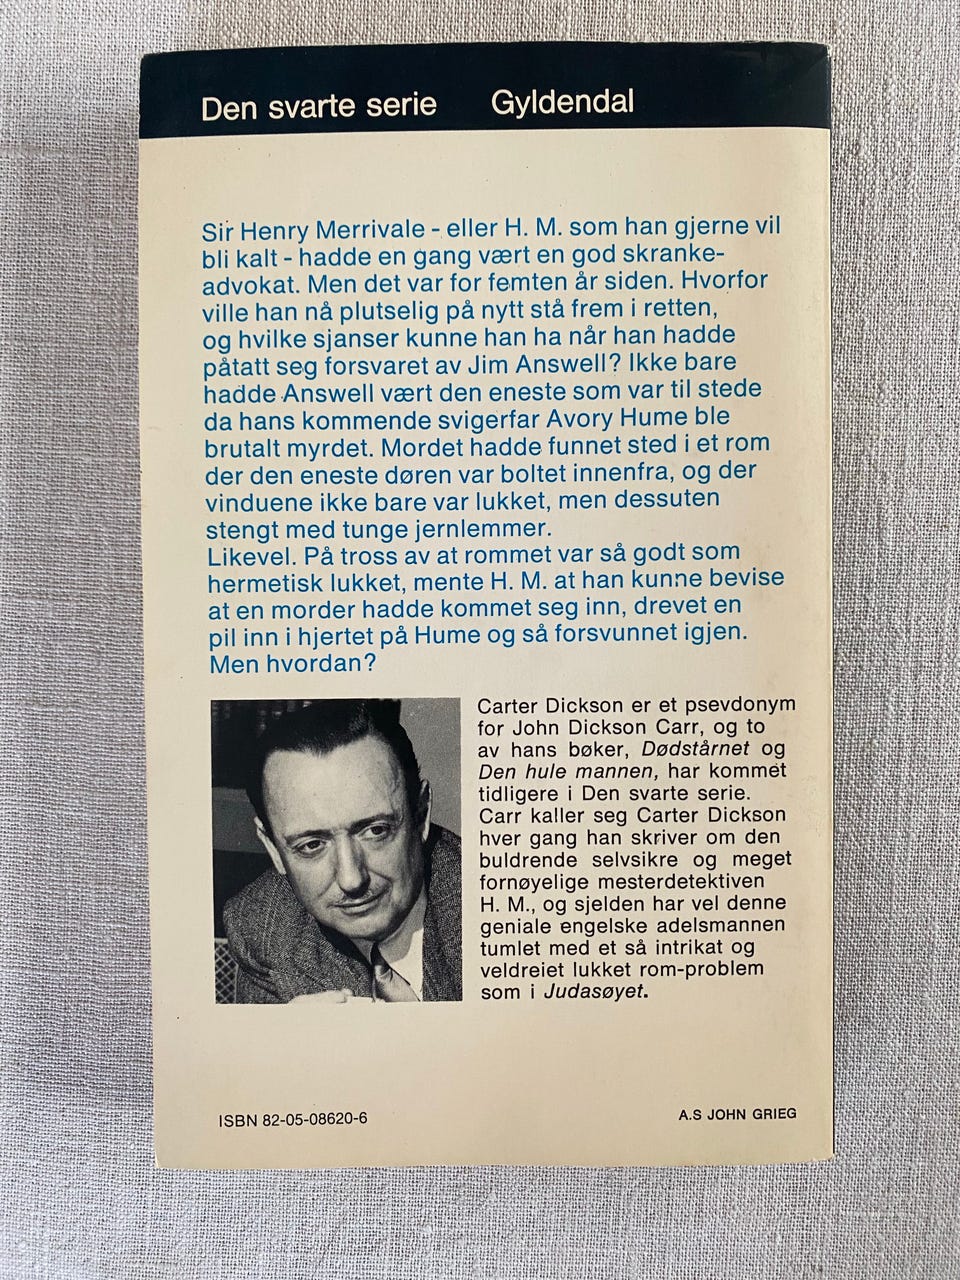 Den svarte serie Gyldendal
Sir Henry Merrivale - eller H. M. som han gjerne vil
bli kalt - hadde en gang vært en god skranke-
advokat. Men det var for femten år siden. Hvorfor
ville han nå plutselig på nytt stå frem i retten,
og hvilke sjanser kunne han ha når han hadde
påtatt seg forsvaret av Jim Answell? Ikke bare
hadde Answell vært den eneste som var til stede
da hans kommende svigerfar Avory Hume ble
brutalt myrdet. Mordet hadde funnet sted i et rom
der den eneste døren var boltet innenfra, og der
vinduene ikke bare var lukket, men dessuten
stengt med tunge jernlemmer.
Likevel. På tross av at rommet var så godt som
hermetisk lukket, mente H. M. at han kunne bevise
at en morder hadde kommet seg inn, drevet en
pil inn i hjertet på Hume og så forsvunnet igjen.
Men hvordan?
Carter Dickson er et psevdonym
for John Dickson Carr, og to
av hans bøker, Dødstårnet og
Den hule mannen, har kommet
tidligere i Den svarte serie.
Carr kaller seg Carter Dickson
hver gang han skriver om den
buldrende selvsikre og meget
fornøyelige mesterdetektiven
H. M., og sjelden har vel denne
geniale engelske adelsmannen
tumlet med et så intrikat og
veldreiet lukket rom-problem
som i Judasøyet.
ISBN 82-05-08620-6
A.S JOHN GRIEG